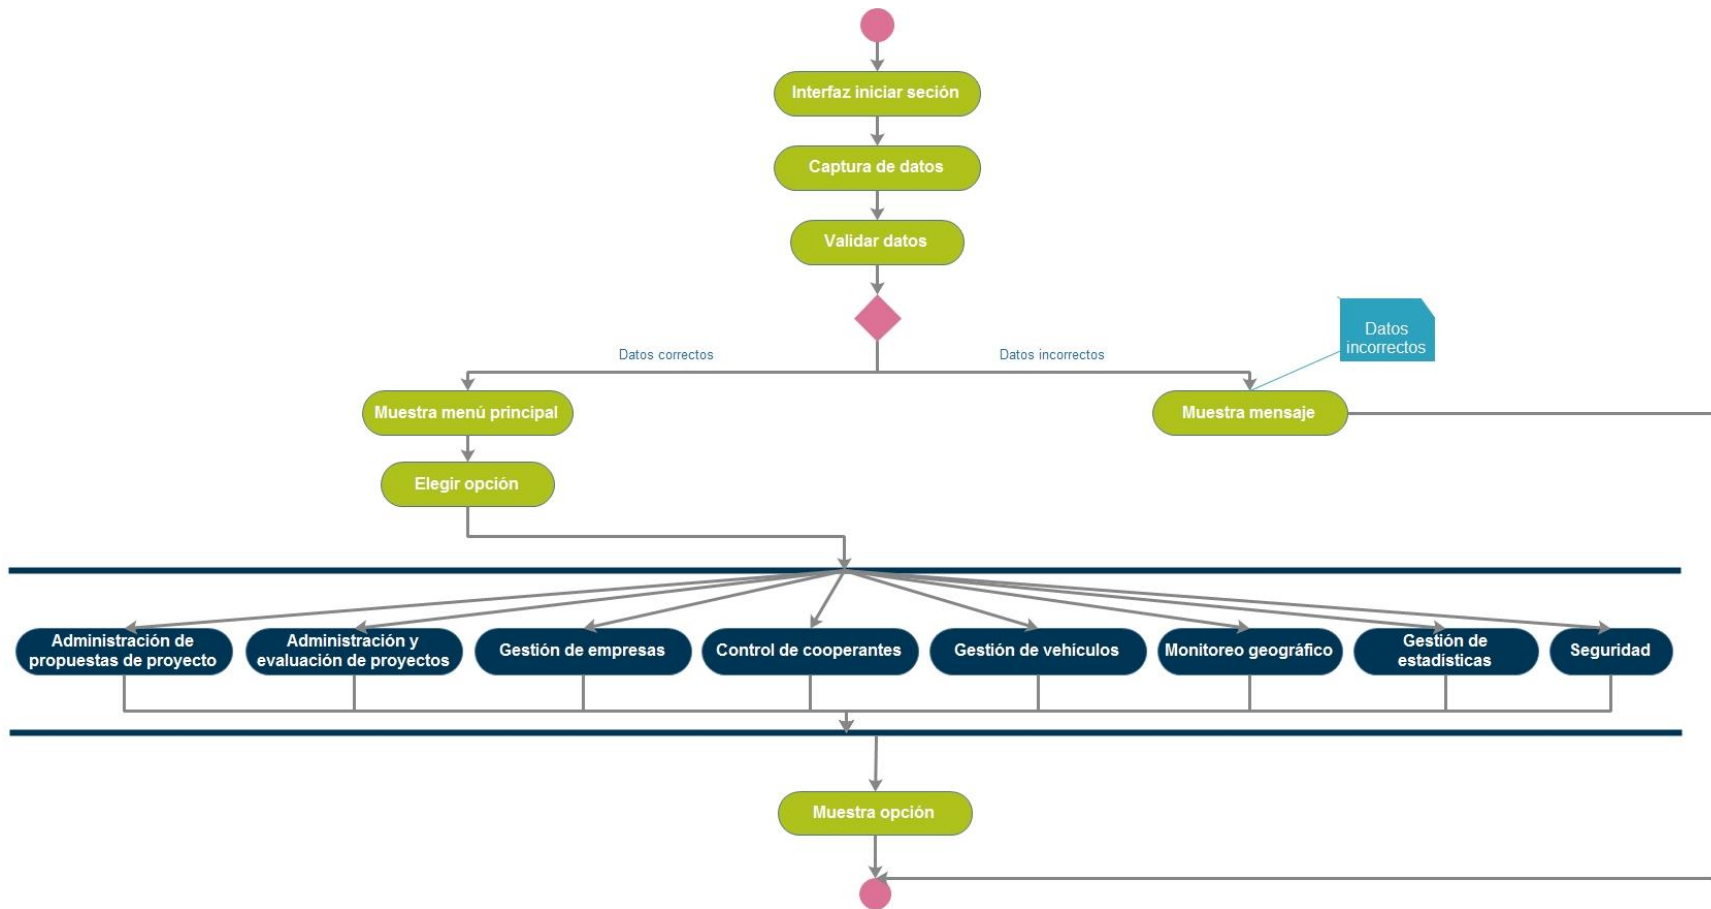 Interfaz iniciar seción
Captura de datos
Validar datos
Datos correctos
Datos incorrectos
Datos
incorrectos
Muestra menú principal
Muestra mensaje
Elegir opción
Administración de
propuestas de proyecto
Administración y
evaluación de proyectos
Gestión de empresas
Control de cooperantes
Gestión de vehículos
Monitoreo geográfico
Gestión de
estadísticas
Seguridad
Muestra opción